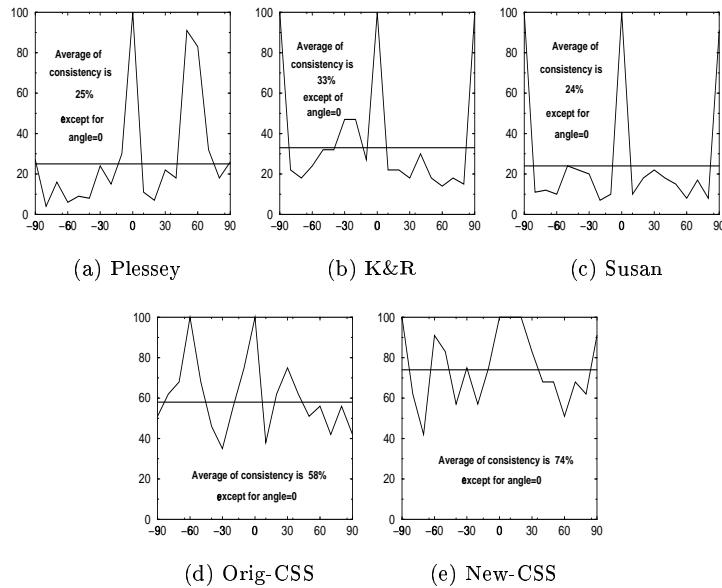 100
80
60
40
20
0
Average of
consistency is
25%
except for
angle=0
−90 −60 −30 0 30 60 90
(a) Plessey
100
80
60
40
20
0
Average of
consistency is
33%
except of
angle=0
−90 −60 −30 0 30 60 90
(b) K&R
100
80
60
40
20
0
Average of
consistency is
24%
except for
angle=0
−90 −60 −30 0 30 60 90
(c) Susan
100
80
60
40
20
0
Average of consistency is 58%
except for angle=0
−90 −60 −30 0 30 60 90
(d) Orig-CSS
100
80
60
40
20
0
Average of consistency is 74%
except for angle=0
−90 −60 −30 0 30 60 90
(e) New-CSS